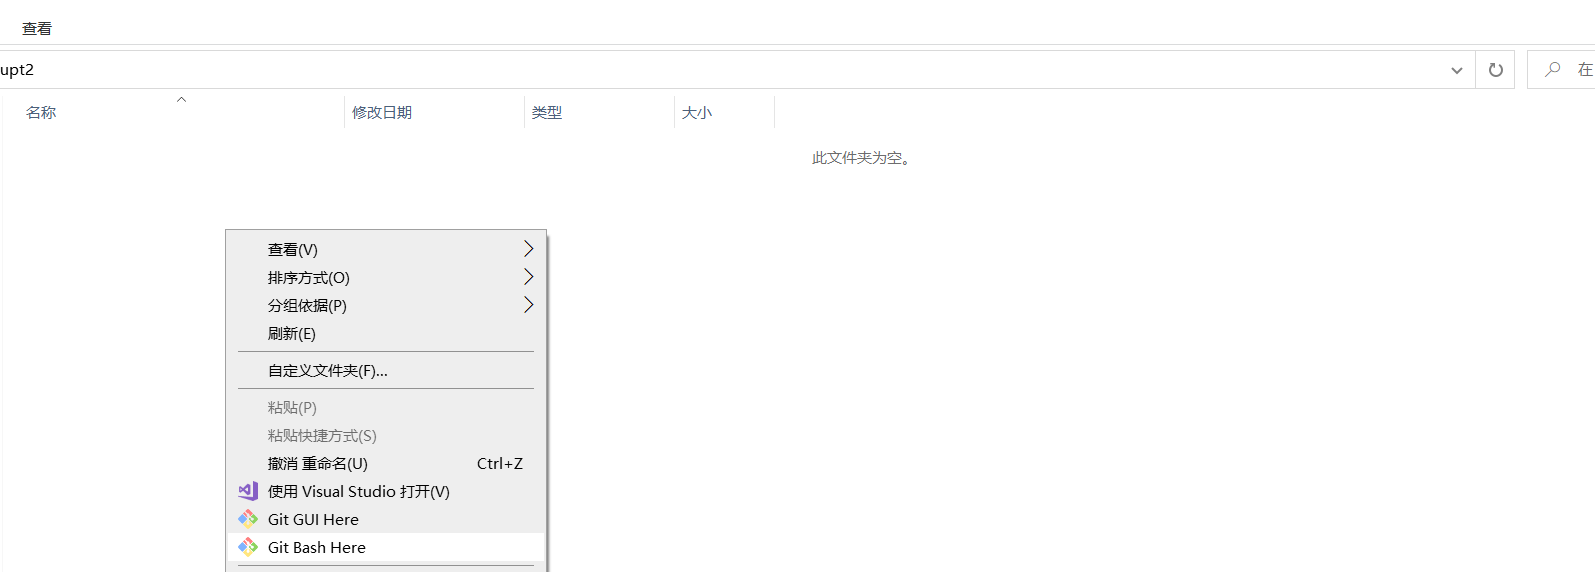 查看
upt2
在
名称 修改日期 类型 大小
此文件夹为空。
查看(V)
排序方式(O)
分组依据(P)
刷新(E)
自定义文件夹(F)...
粘贴(P)
粘贴快捷方式(S)
撤消 重命名(U) Ctrl+Z
使用 Visual Studio 打开(V)
Git GUI Here
Git Bash Here